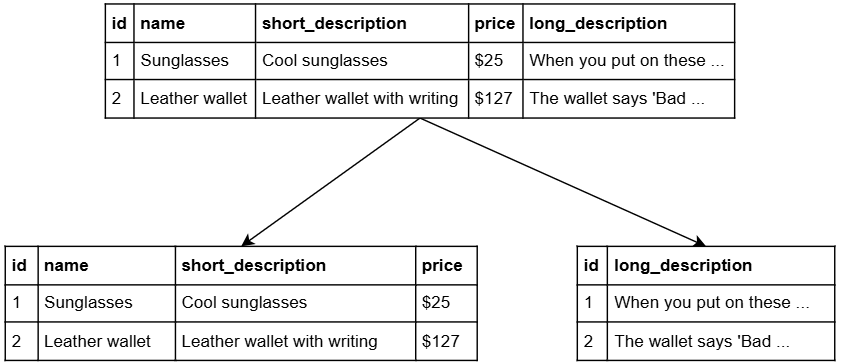 id name short_description price long_description
1 Sunglasses Cool sunglasses $25 When you put on these ...
2 Leather wallet Leather wallet with writing $127 The wallet says 'Bad ...
id name short_description price
1 Sunglasses Cool sunglasses $25
2 Leather wallet Leather wallet with writing $127
id long_description
1 When you put on these ...
2 The wallet says 'Bad ...